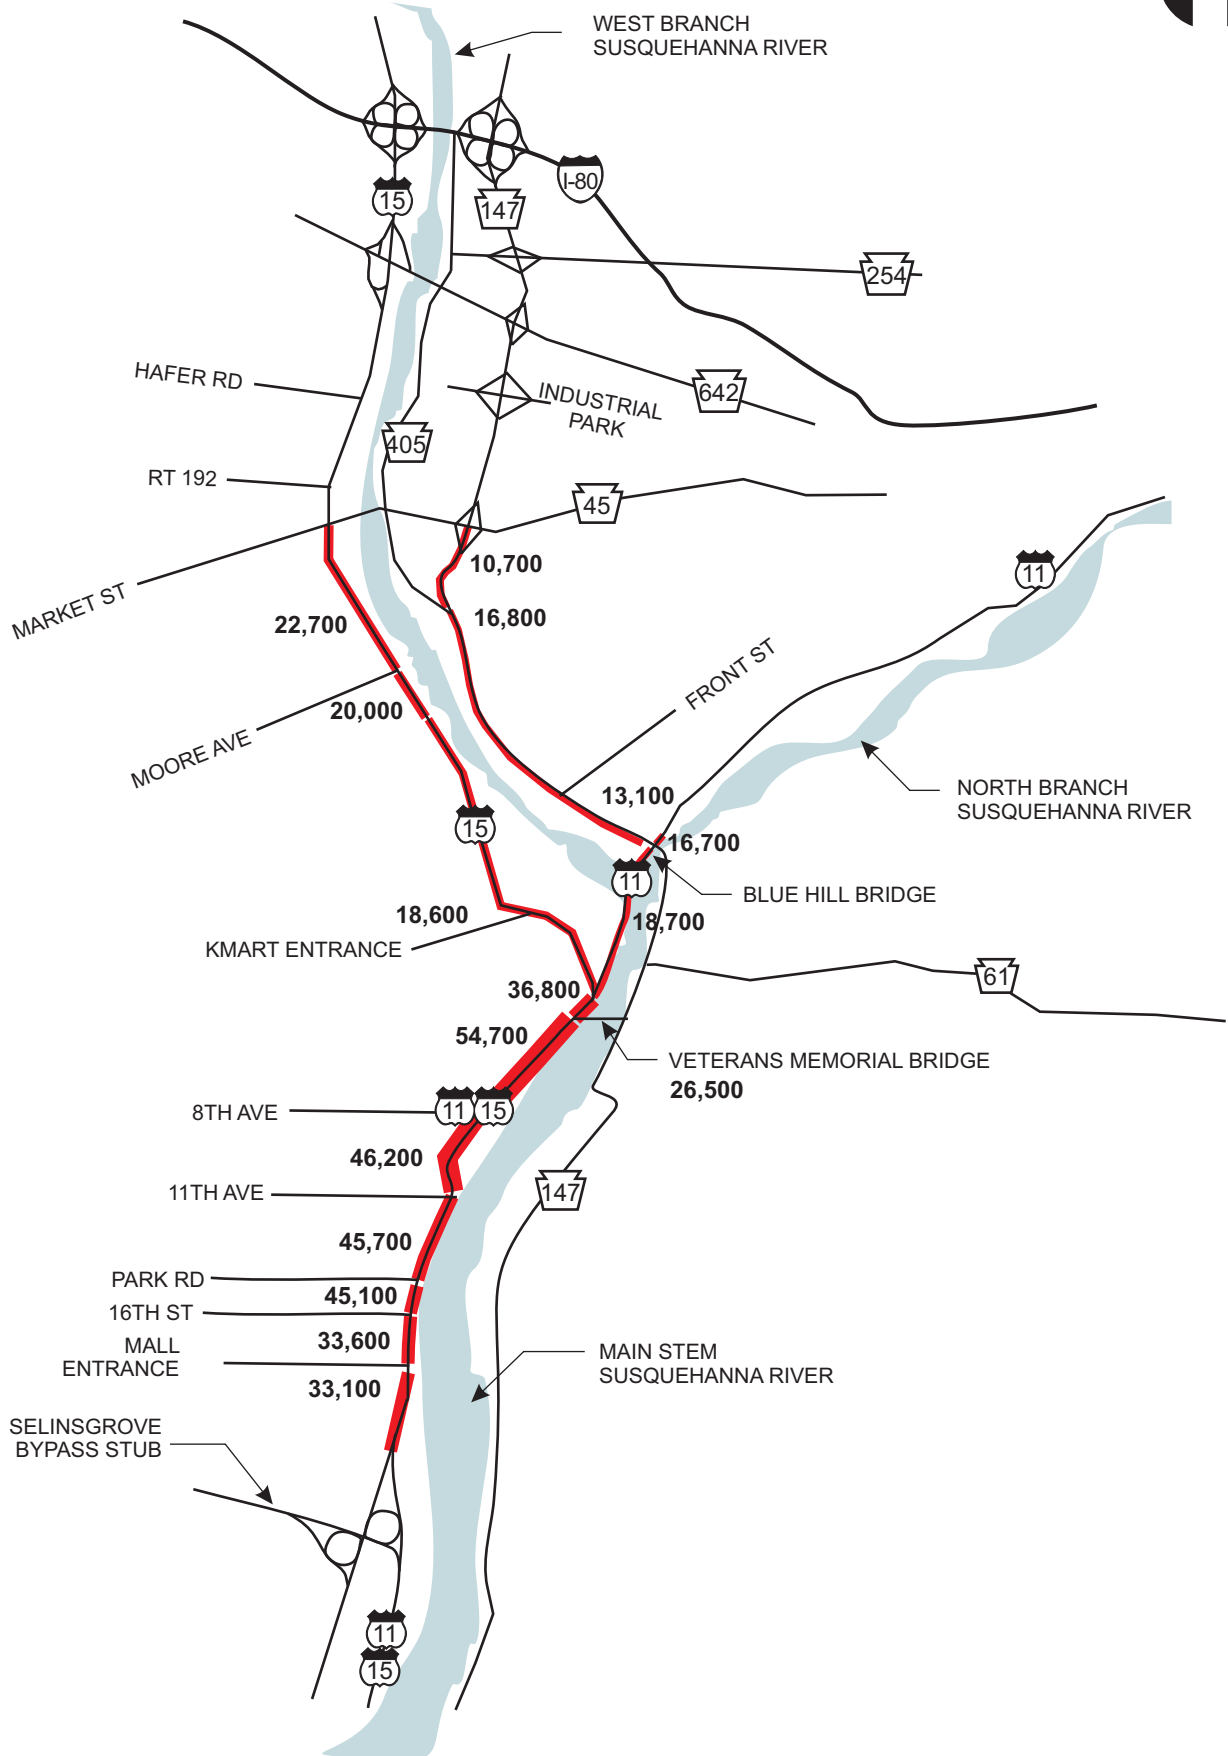 WEST BRANCH
SUSQUEHANNA RIVER
I-80
15
147
254
HAFER RD
642
INDUSTRIAL
PARK
405
RT 192
45
10,700
11
MARKET ST
22,700
16,800
FRONT ST
20,000
MOORE AVE
13,100
NORTH BRANCH
SUSQUEHANNA RIVER
15
16,700
11
BLUE HILL BRIDGE
18,600
18,700
KMART ENTRANCE
61
36,800
54,700
VETERANS MEMORIAL BRIDGE
26,500
8TH AVE
11
15
46,200
11TH AVE
147
45,700
PARK RD
45,100
16TH ST
33,600
MALL
ENTRANCE
MAIN STEM
SUSQUEHANNA RIVER
33,100
SELINSGROVE
BYPASS STUB
11
15